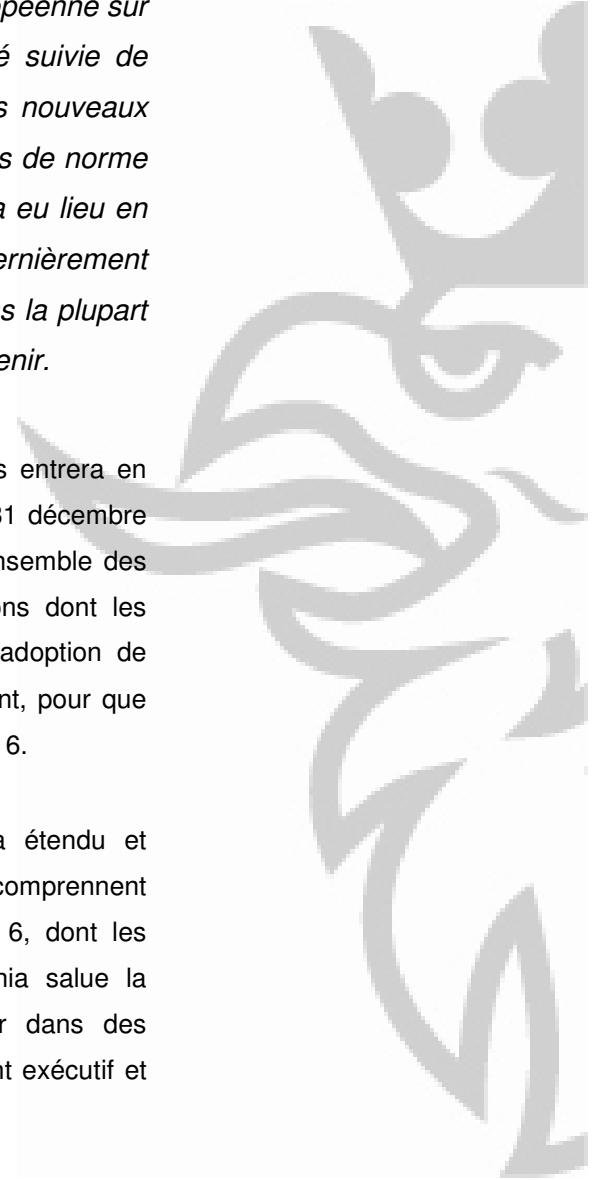 péenne sur
é suivie de
s nouveaux
s de norme
a eu lieu en
ernièrement
s la plupart
enir.
s entrera en
31 décembre
nsemble des
ons dont les
adoption de
nt, pour que
6.
a étendu et
comprennent
6, dont les
nia salue la
r dans des
nt exécutif et